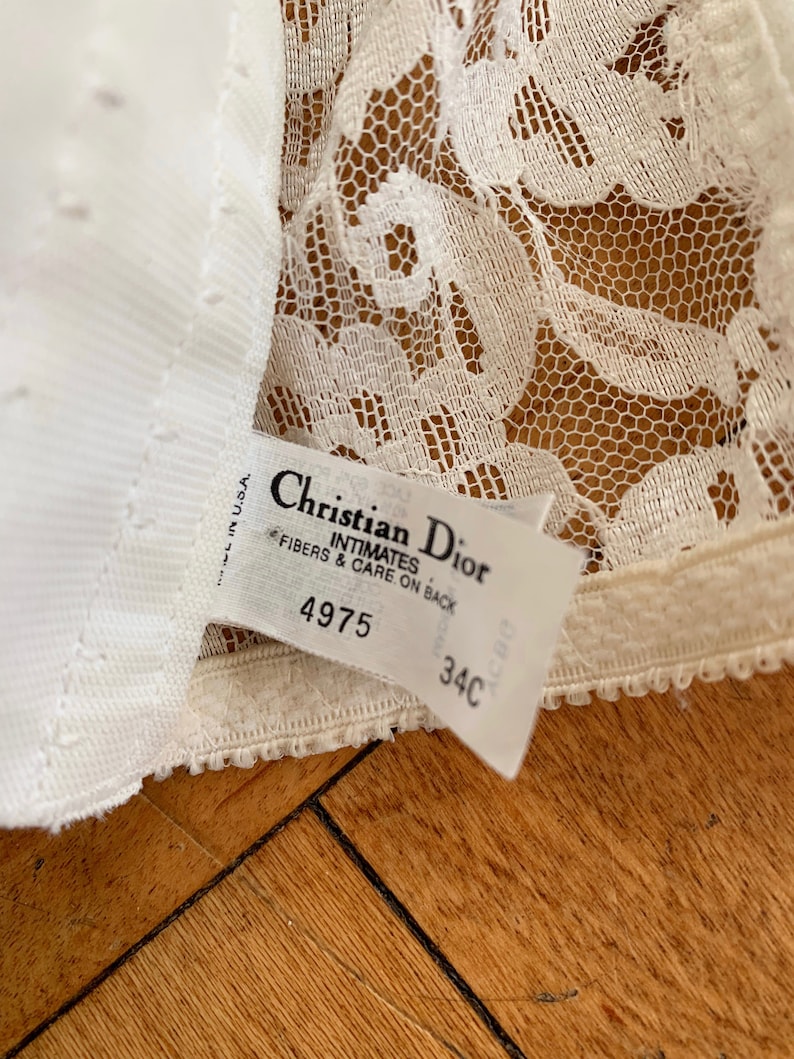 MADE IN U.S.A.
Christian Dior
INTIMATES
FIBERS & CARE ON BACK
4975
34C